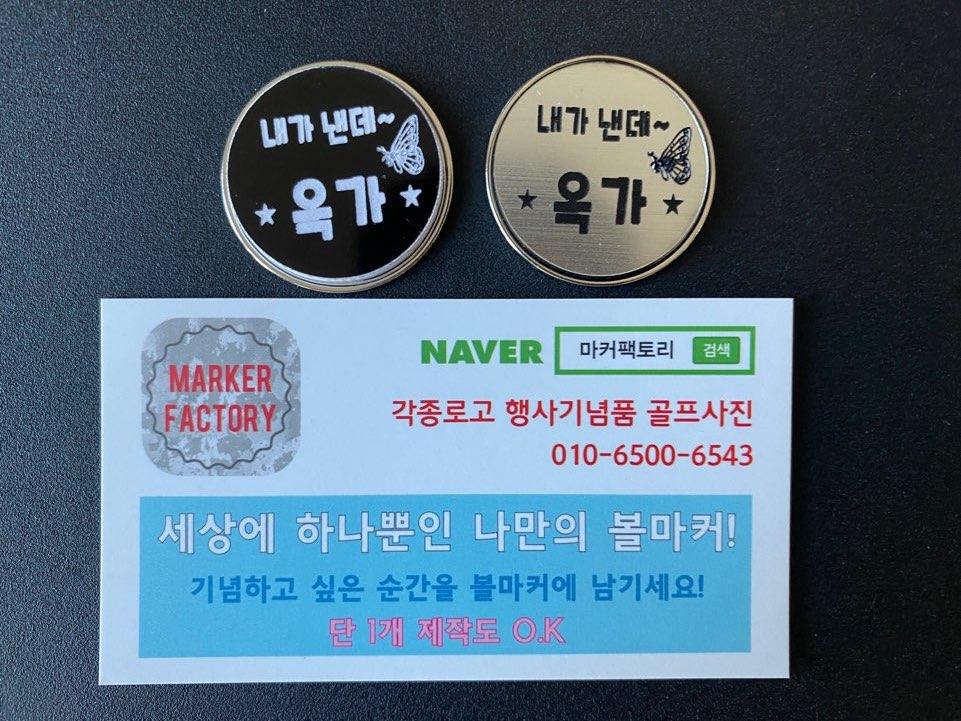 내가 낸데~
★ 옥가 ★
내가 낸데~
★ 옥가 ★
MARKER
FACTORY
NAVER 마커팩토리 검색
각종로고 행사기념품 골프사진
010-6500-6543
세상에 하나뿐인 나만의 볼마커!
기념하고 싶은 순간을 볼마커에 남기세요!
단 1개 제작도 O.K